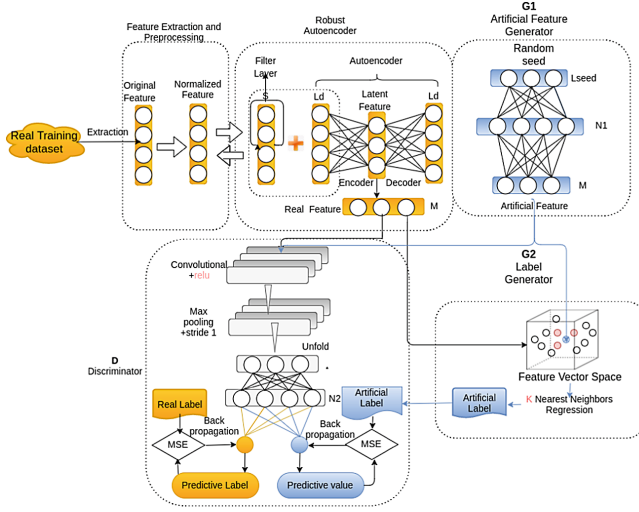 G1
Artificial Feature
Generator
Feature Extraction and
Preprocessing
Robust
Autoencoder
Random
seed
Filter
Layer
Autoencoder
Original
Feature
Normalized
Feature
S
Ld
Latent
Feature
Ld
Lseed
Real Training
dataset
Extraction
N1
Encoder
Decoder
M
Real Feature
M
Artificial Feature
G2
Label
Generator
Convolutional
+relu
Max
pooling
+stride 1
Unfold
D
Discriminator
Feature Vector Space
Real Label
N2
Artificial
Label
Artificial
Label
K Nearest Neighbors
Regression
Back
propagation
Back
propagation
MSE
MSE
Predictive Label
Predictive value